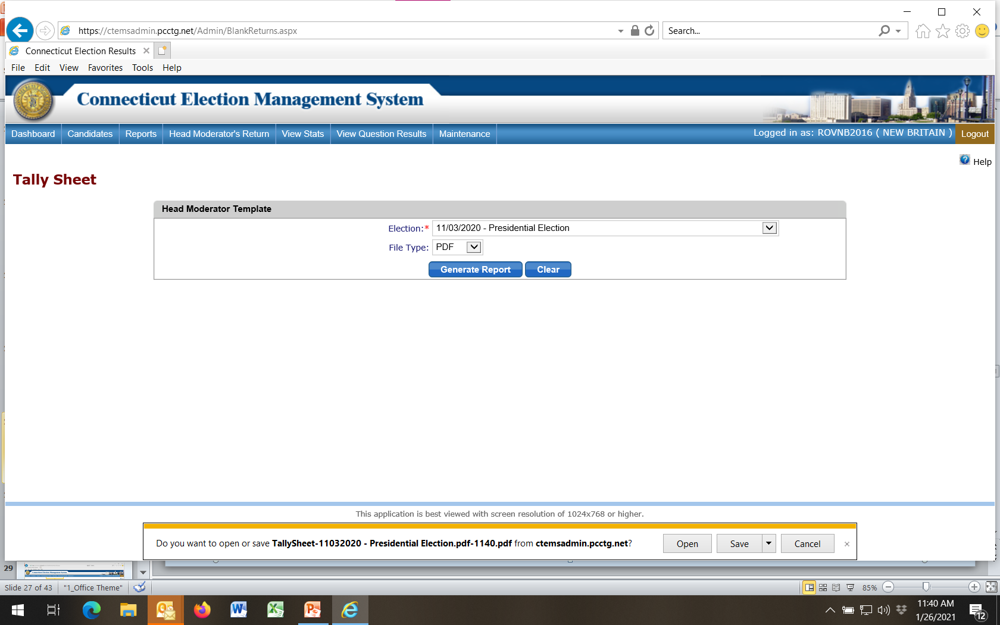 https://ctemsadmin.pcctg.net/Admin/BlankReturns.aspx
Search...
Connecticut Election Results
File Edit View Favorites Tools Help
Connecticut Election Management System
Dashboard Candidates Reports Head Moderator's Return View Stats View Question Results Maintenance Logged in as: ROVNB2016 ( NEW BRITAIN ) Logout
Help
Tally Sheet
Head Moderator Template
Election:* 11/03/2020 - Presidential Election
File Type: PDF
Generate Report Clear
This application is best viewed with screen resolution of 1024x768 or higher.
Do you want to open or save TallySheet-11032020 - Presidential Election.pdf-1140.pdf from ctemsadmin.pcctg.net? Open Save Cancel
29
Slide 27 of 43 "1_Office Theme" 85%
11:40 AM
1/26/2021
12